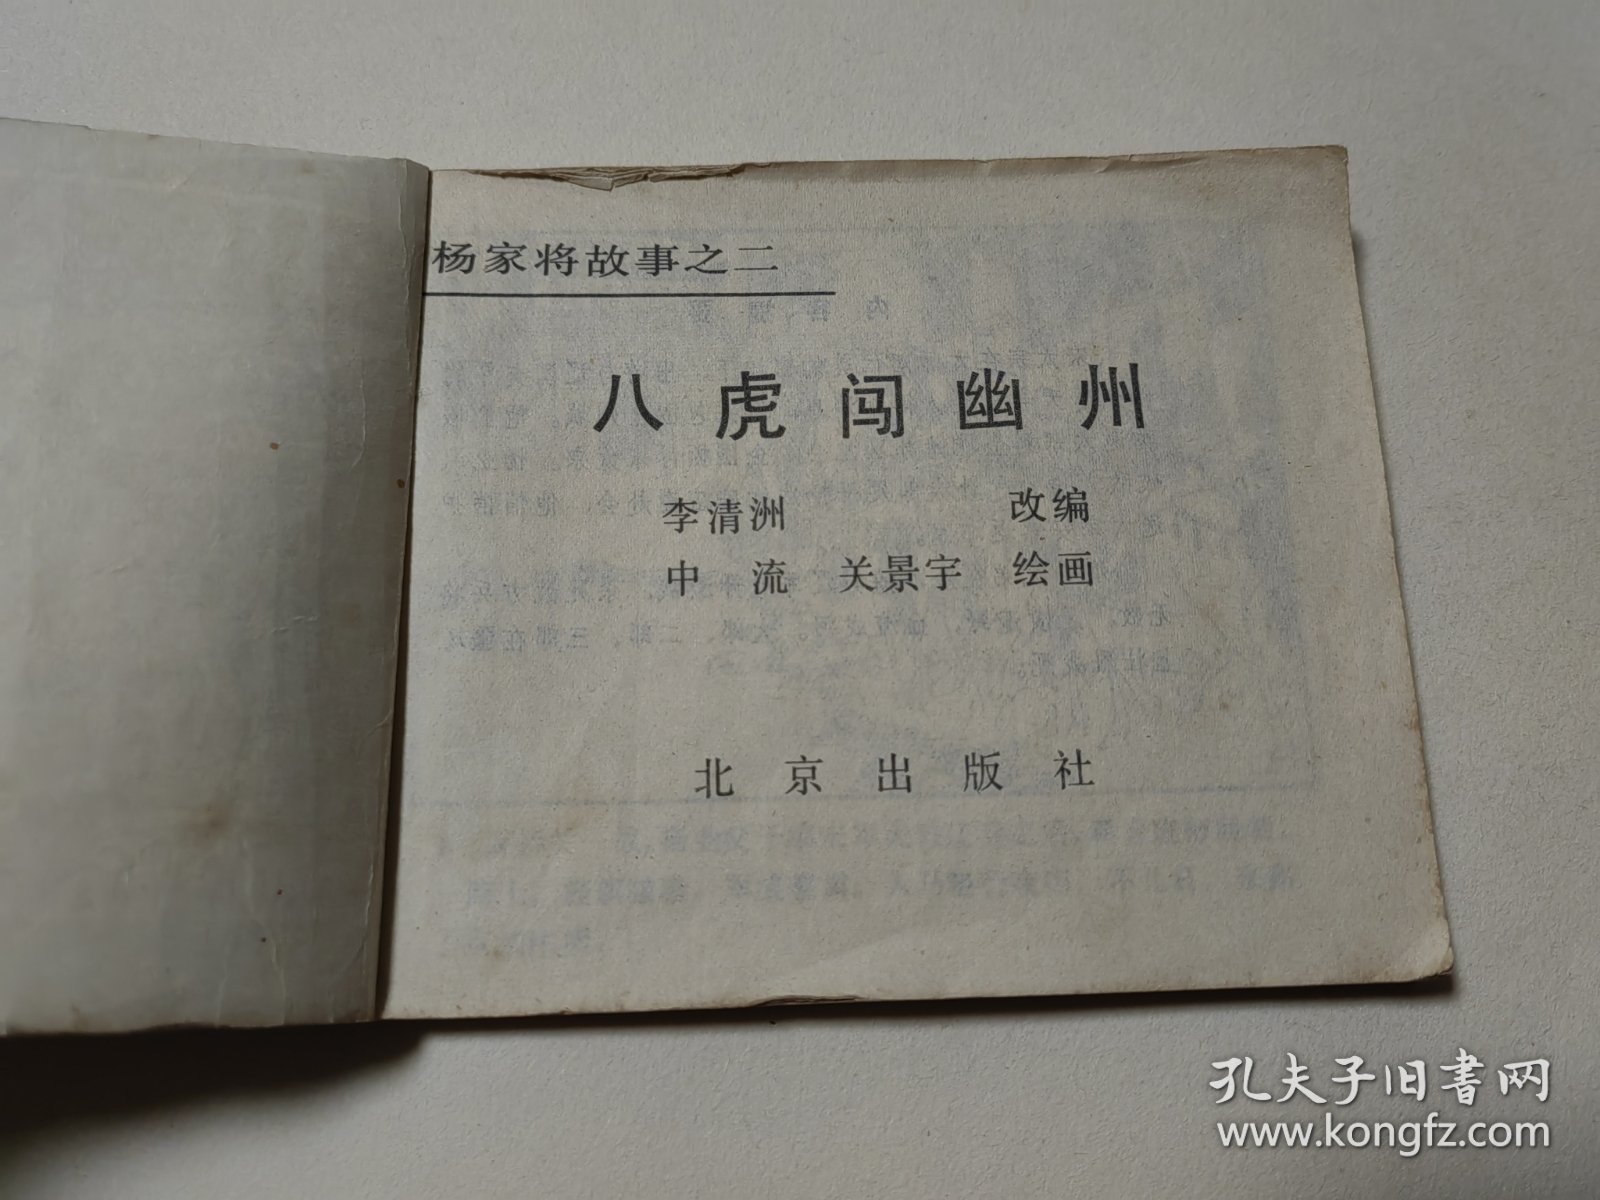 杨家将故事之二
八虎闯幽州
李清洲 改编
中流 关景宇 绘画
北京出版社
孔夫子旧书网
www.kongfz.com